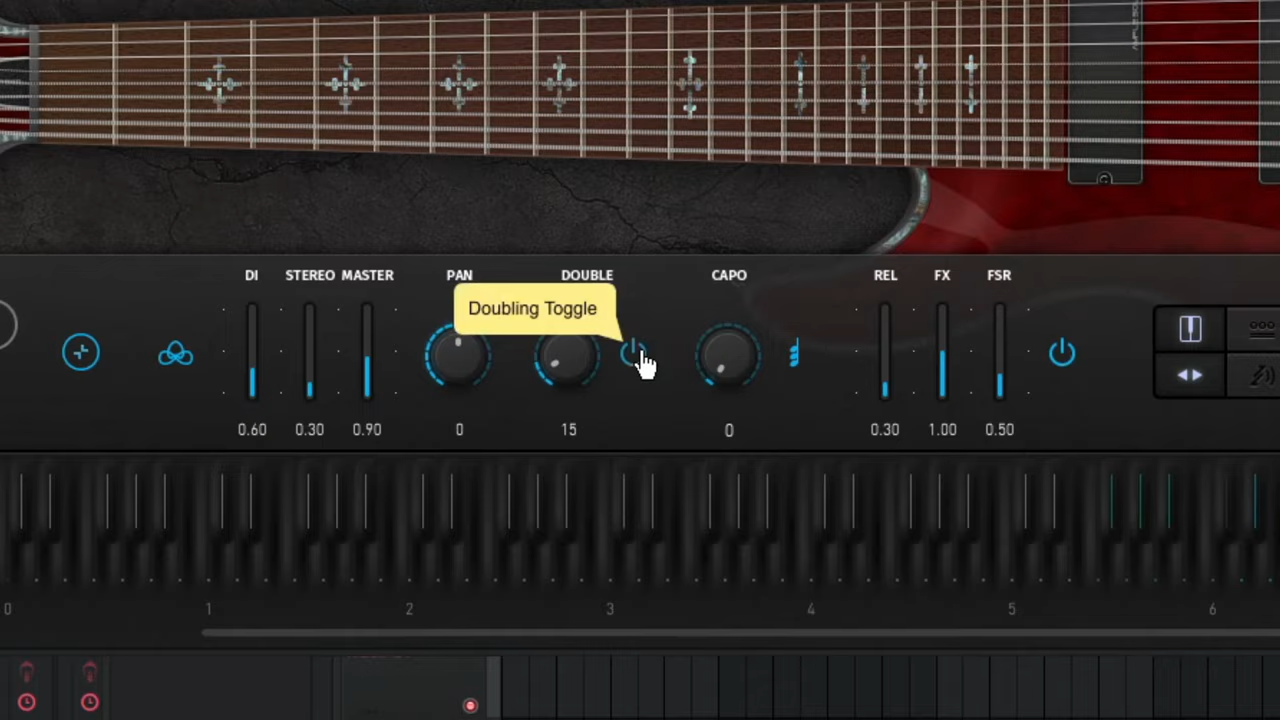 DI STEREO MASTER PAN DOUBLE CAPO REL FX FSR
Doubling Toggle
0.60 0.30 0.90 0 15 0 0.30 1.00 0.50
0 1 2 3 4 5 6